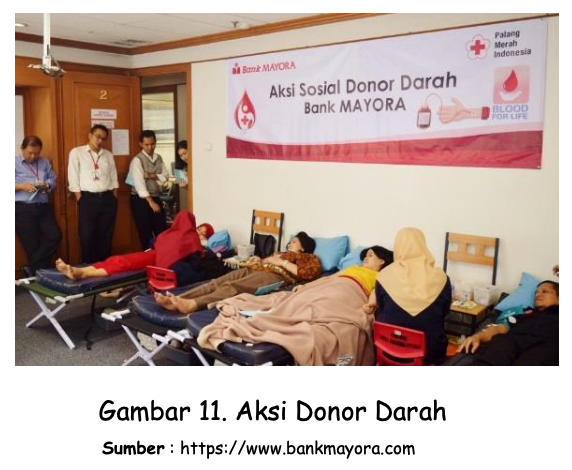 Bank MAYORA
Palang
Merah
Indonesia
Aksi Sosial Donor Darah
Bank MAYORA
BLOOD
FOR LIFE
2
Gambar 11. Aksi Donor Darah
Sumber : https://www.bankmayora.com